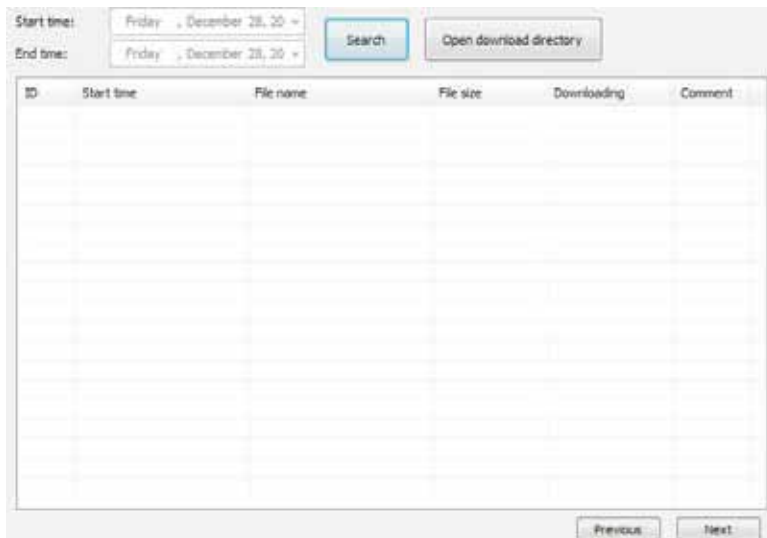 Start time: Friday , December 28, 20
End time: Friday , December 28, 20
Search Open download directory
ID Start time File name File size Downloading Comment
Previous Next